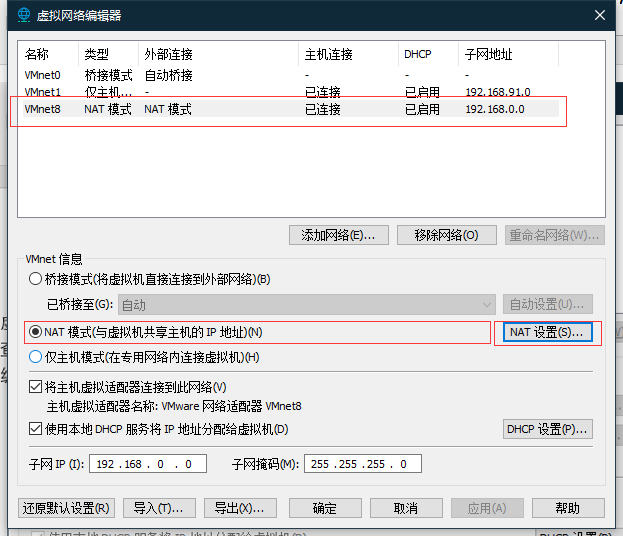 虚拟网络编辑器
名称 类型 外部连接 主机连接 DHCP 子网地址
VMnet0 桥接模式 自动桥接 - - -
VMnet1 仅主机... - 已连接 已启用 192.168.91.0
VMnet8 NAT 模式 NAT 模式 已连接 已启用 192.168.0.0
添加网络(E)... 移除网络(O) 重命名网络(W)...
VMnet 信息
桥接模式(将虚拟机直接连接到外部网络)(B)
已桥接至(G): 自动 自动设置(U)...
NAT 模式(与虚拟机共享主机的 IP 地址)(N) NAT 设置(S)...
仅主机模式(在专用网络内连接虚拟机)(H)
将主机虚拟适配器连接到此网络(V)
主机虚拟适配器名称: VMware 网络适配器 VMnet8
使用本地 DHCP 服务将 IP 地址分配给虚拟机(D) DHCP 设置(P)...
子网 IP (I): 192 . 168 . 0 . 0 子网掩码(M): 255 . 255 . 255 . 0
还原默认设置(R) 导入(T)... 导出(X)... 确定 取消 应用(A) 帮助